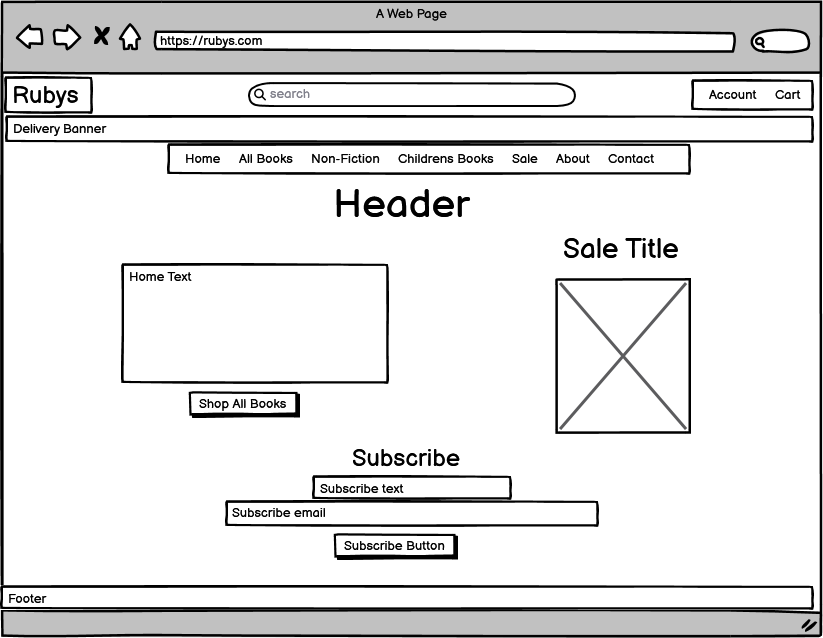 A Web Page
https://rubys.com
Rubys
search
Account Cart
Delivery Banner
Home All Books Non-Fiction Childrens Books Sale About Contact
Header
Sale Title
Home Text
Shop All Books
Subscribe
Subscribe text
Subscribe email
Subscribe Button
Footer